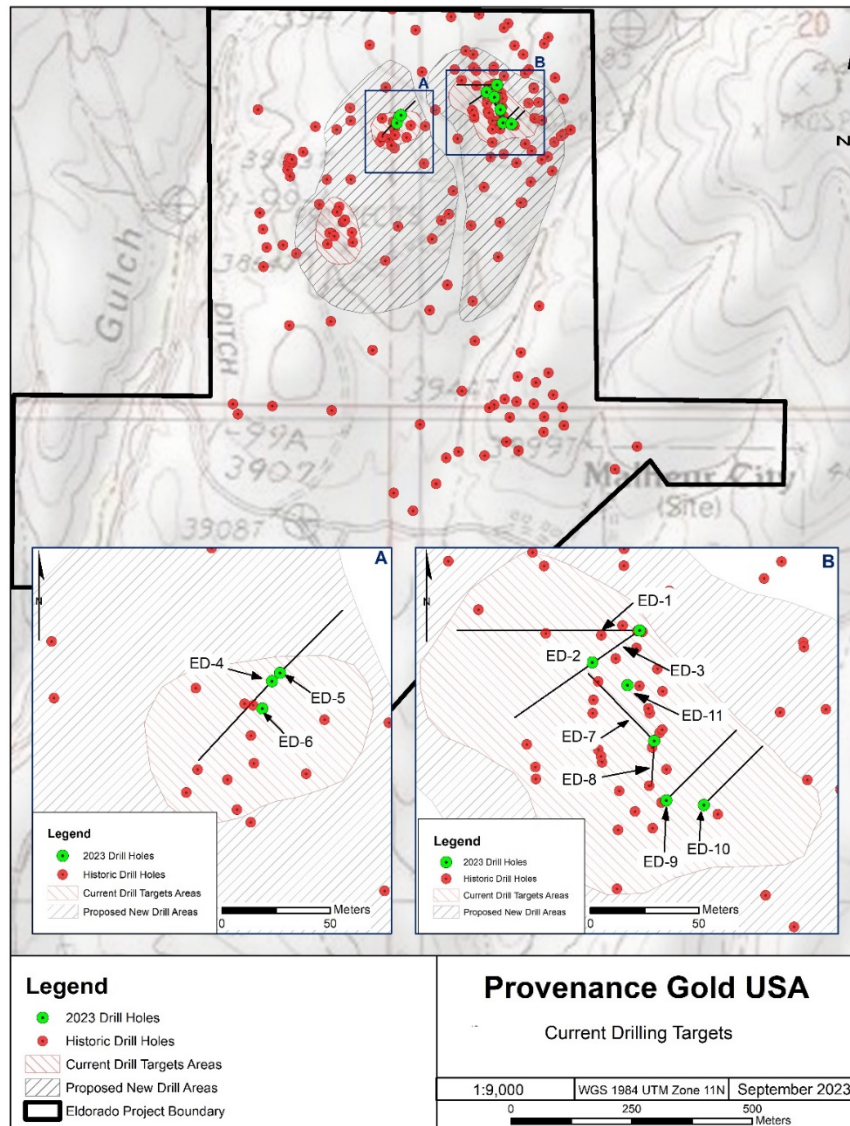 20
A
B
N
Gulch
DITCH
3907
39087
Malheur City
(Site)
A
N
ED-4
ED-5
ED-6
Legend
2023 Drill Holes
Historic Drill Holes
Current Drill Targets Areas
Proposed New Drill Areas
0 50
Meters
B
N
ED-1
ED-2
ED-3
ED-11
ED-7
ED-8
ED-9
ED-10
Legend
2023 Drill Holes
Historic Drill Holes
Current Drill Targets Areas
Proposed New Drill Areas
0 50
Meters
Legend
2023 Drill Holes
Historic Drill Holes
Current Drill Targets Areas
Proposed New Drill Areas
Eldorado Project Boundary
Provenance Gold USA
Current Drilling Targets
1:9,000 WGS 1984 UTM Zone 11N September 2023
0 250 500
Meters